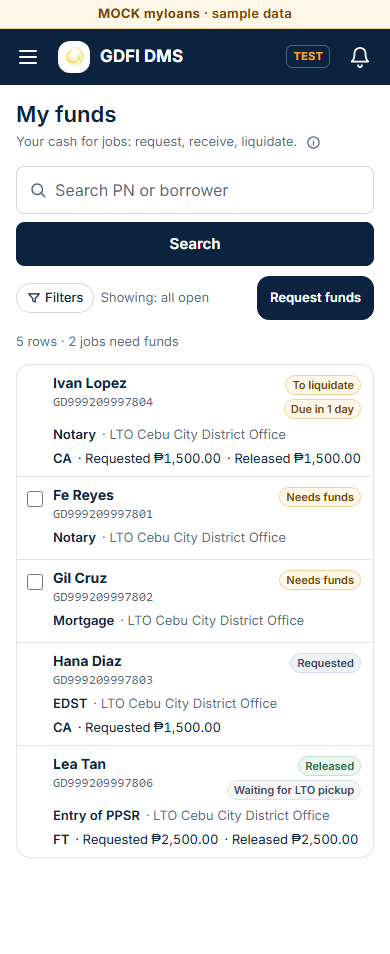 MOCK myloans · sample data
GDFI DMS
TEST
My funds
Your cash for jobs: request, receive, liquidate.
Search PN or borrower
Search
Filters
Showing: all open
Request funds
5 rows · 2 jobs need funds
Ivan Lopez
To liquidate
GD999209997804
Due in 1 day
Notary · LTO Cebu City District Office
CA · Requested ₱1,500.00 · Released ₱1,500.00
Fe Reyes
Needs funds
GD999209997801
Notary · LTO Cebu City District Office
Gil Cruz
Needs funds
GD999209997802
Mortgage · LTO Cebu City District Office
Hana Diaz
Requested
GD999209997803
EDST · LTO Cebu City District Office
CA · Requested ₱1,500.00
Lea Tan
Released
GD999209997806
Waiting for LTO pickup
Entry of PPSR · LTO Cebu City District Office
FT · Requested ₱2,500.00 · Released ₱2,500.00